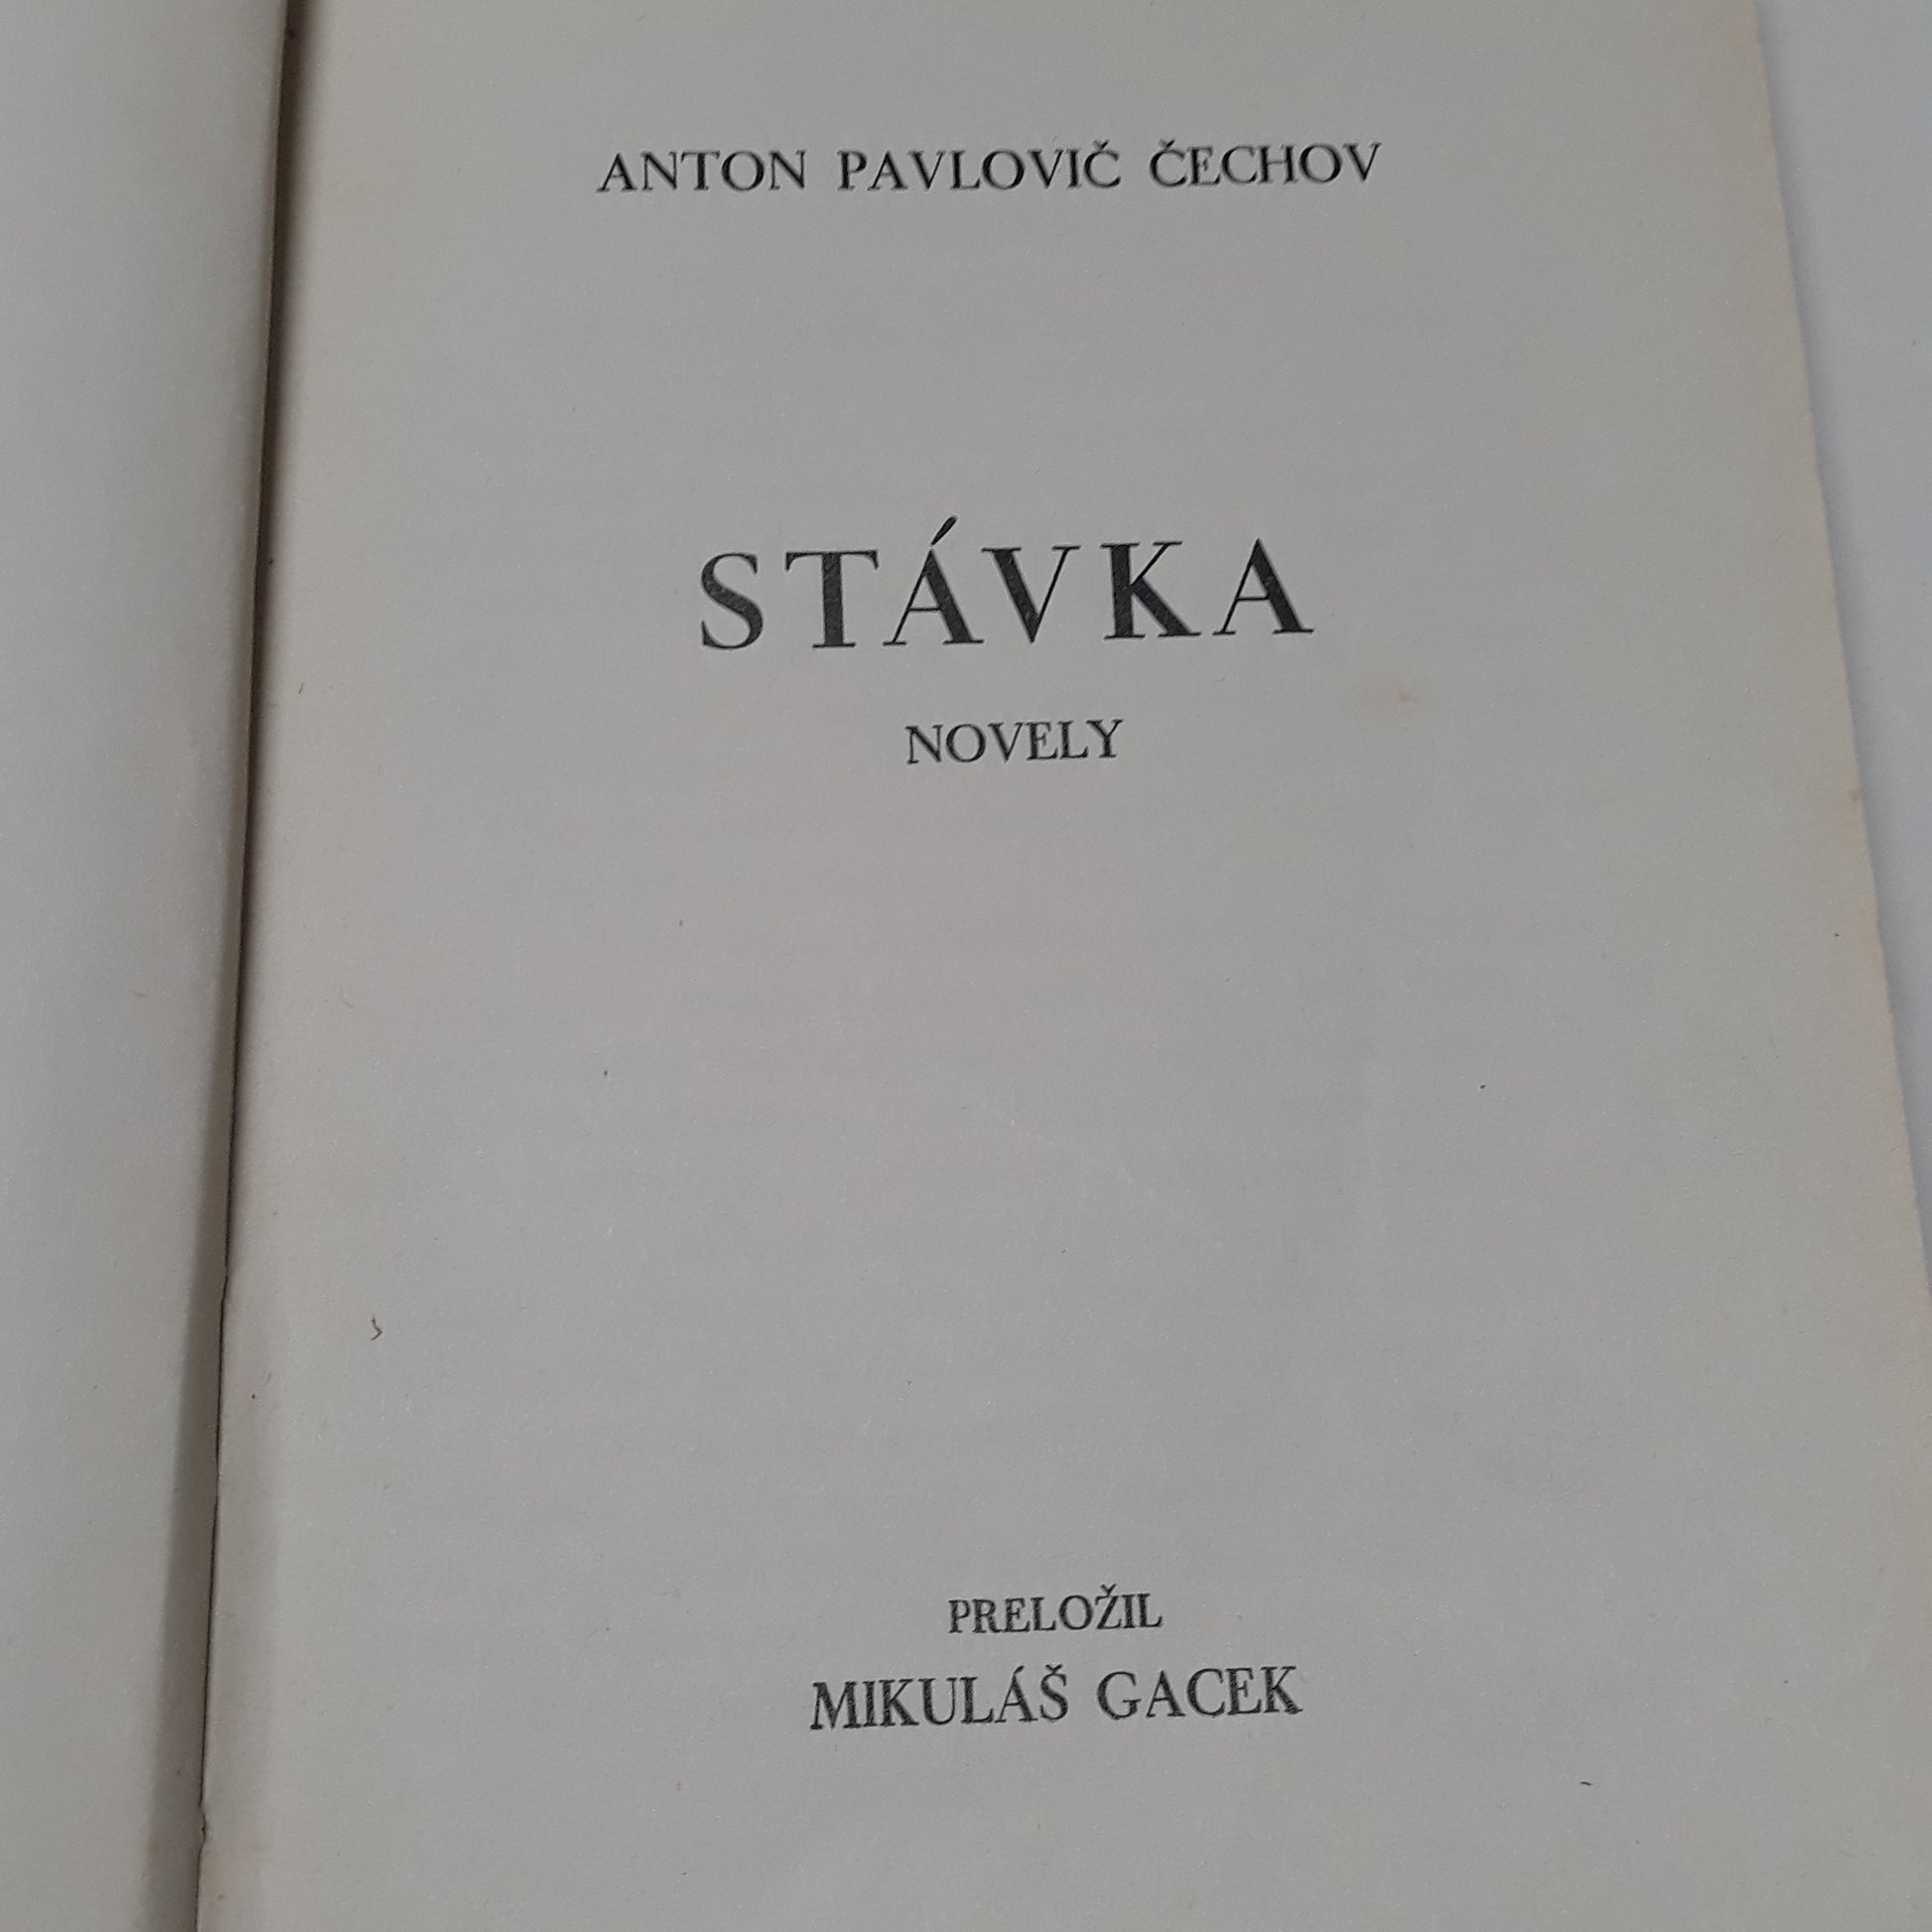 ANTON PAVLOVIČ ČECHOV
STÁVKA
NOVELY
PRELOŽIL
MIKULÁŠ GACEK